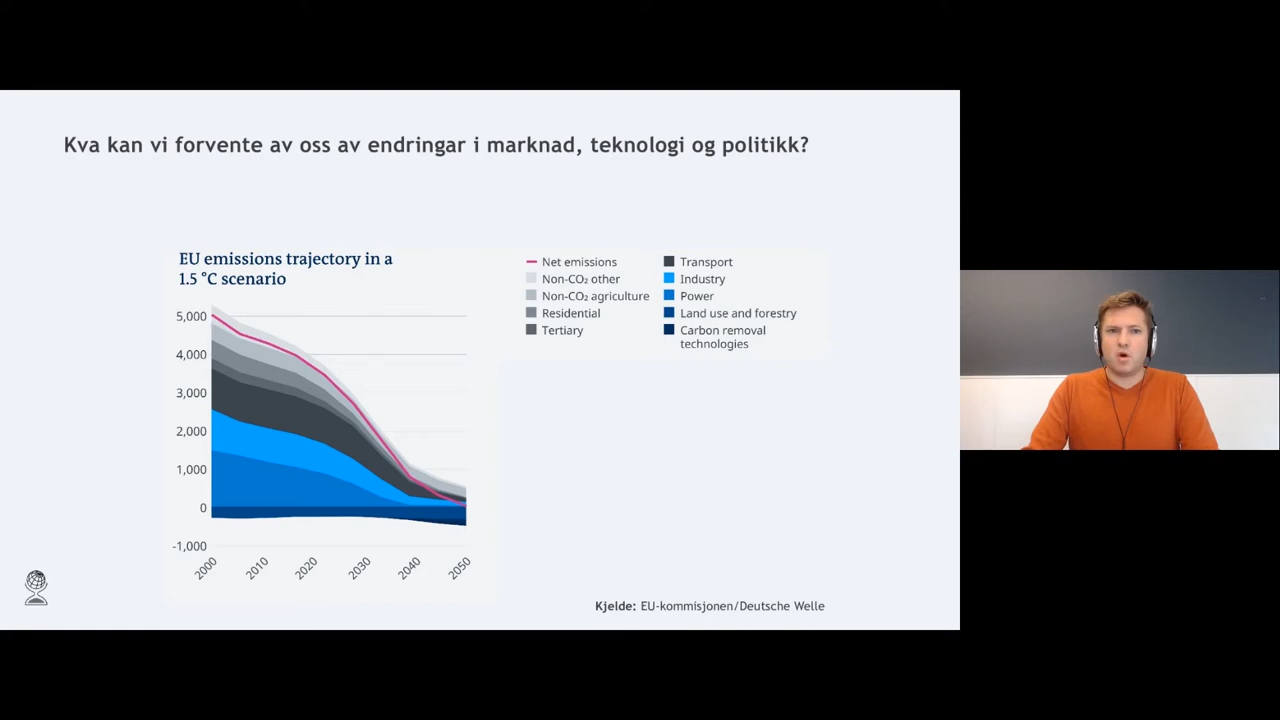 Kva kan vi forvente av oss av endringar i marknad, teknologi og politikk?
EU emissions trajectory in a
1.5 °C scenario
5,000
4,000
3,000
2,000
1,000
0
-1,000
2000
2010
2020
2030
2040
2050
Net emissions
Non-CO₂ other
Non-CO₂ agriculture
Residential
Tertiary
Transport
Industry
Power
Land use and forestry
Carbon removal
technologies
Kjelde: EU-kommisjonen/Deutsche Welle